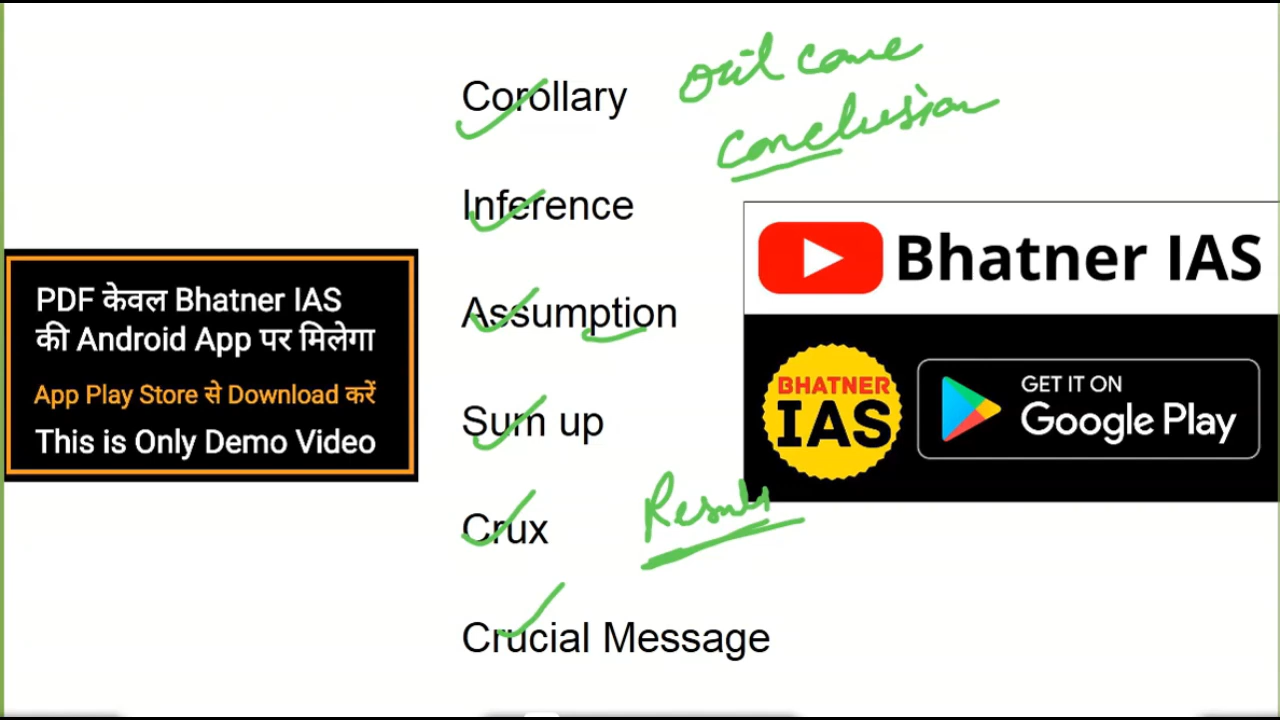 Corollary
out come
conclusion
Inference
Assumption
Sum up
Crux
Result
Crucial Message
PDF केवल Bhatner IAS
की Android App पर मिलेगा
App Play Store से Download करें
This is Only Demo Video
Bhatner IAS
BHATNER
IAS
GET IT ON
Google Play